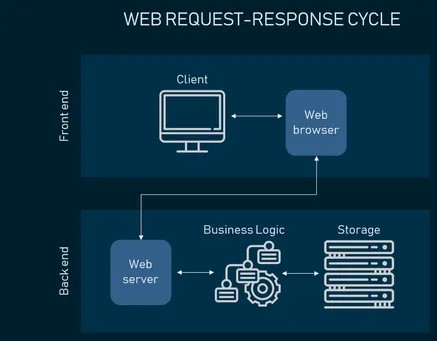 WEB REQUEST-RESPONSE CYCLE
Front end
Client
Web
browser
Back end
Business Logic
Storage
Web
server